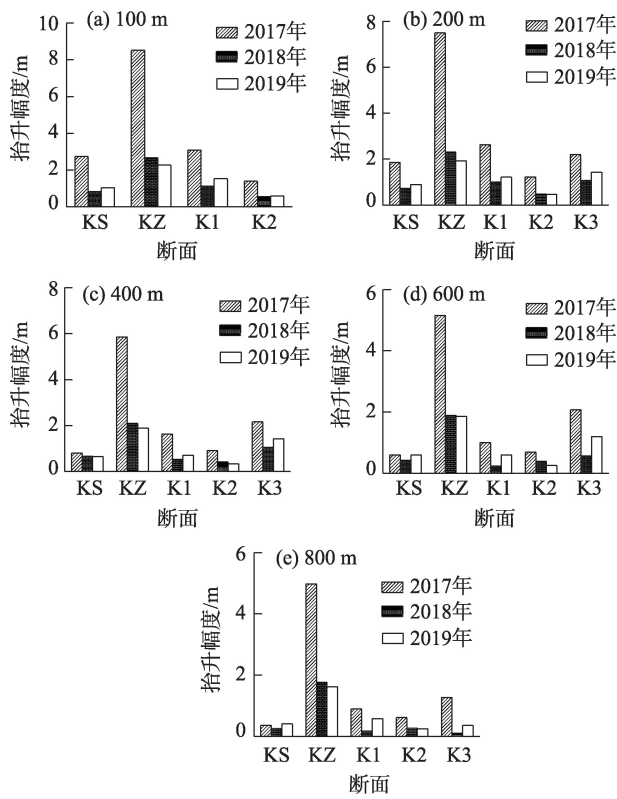 (a) 100 m
2017年
2018年
2019年
抬升幅度/m
10
8
6
4
2
0
KS KZ K1 K2
断面
(b) 200 m
2017年
2018年
2019年
抬升幅度/m
8
6
4
2
0
KS KZ K1 K2 K3
断面
(c) 400 m
2017年
2018年
2019年
抬升幅度/m
8
6
4
2
0
KS KZ K1 K2 K3
断面
(d) 600 m
2017年
2018年
2019年
抬升幅度/m
6
4
2
0
KS KZ K1 K2 K3
断面
(e) 800 m
2017年
2018年
2019年
抬升幅度/m
6
4
2
0
KS KZ K1 K2 K3
断面